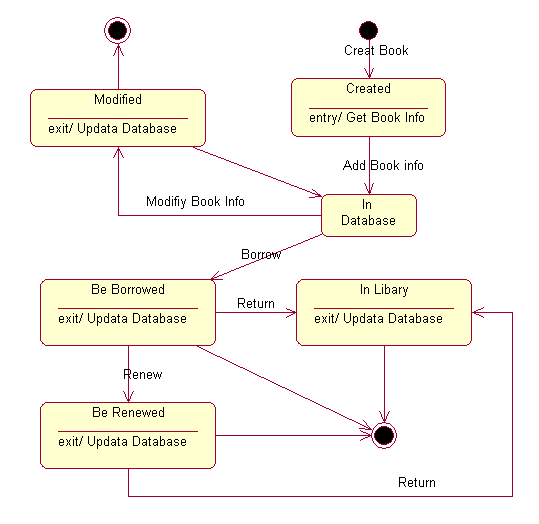 Creat Book
Modified
exit/ Updata Database
Created
entry/ Get Book Info
Add Book info
Modifiy Book Info
In
Database
Borrow
Be Borrowed
exit/ Updata Database
Return
In Libary
exit/ Updata Database
Renew
Be Renewed
exit/ Updata Database
Return